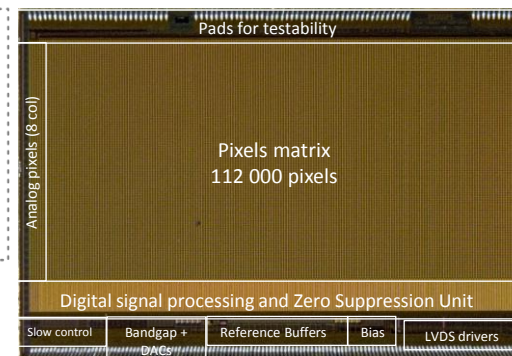 Pads for testability
Analog pixels (8 col)
Pixels matrix
112 000 pixels
Digital signal processing and Zero Suppression Unit
Slow control
Bandgap +
DACs
Reference Buffers
Bias
LVDS drivers